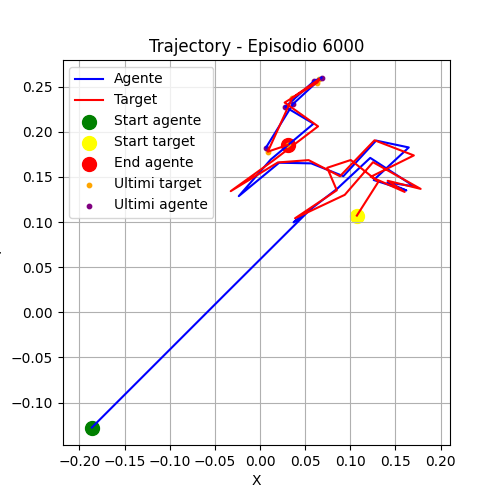 Trajectory - Episodio 6000
Agente
Target
Start agente
Start target
End agente
Ultimi target
Ultimi agente
0.25
0.20
0.15
0.10
0.05
0.00
−0.05
−0.10
−0.20 −0.15 −0.10 −0.05 0.00 0.05 0.10 0.15 0.20
X